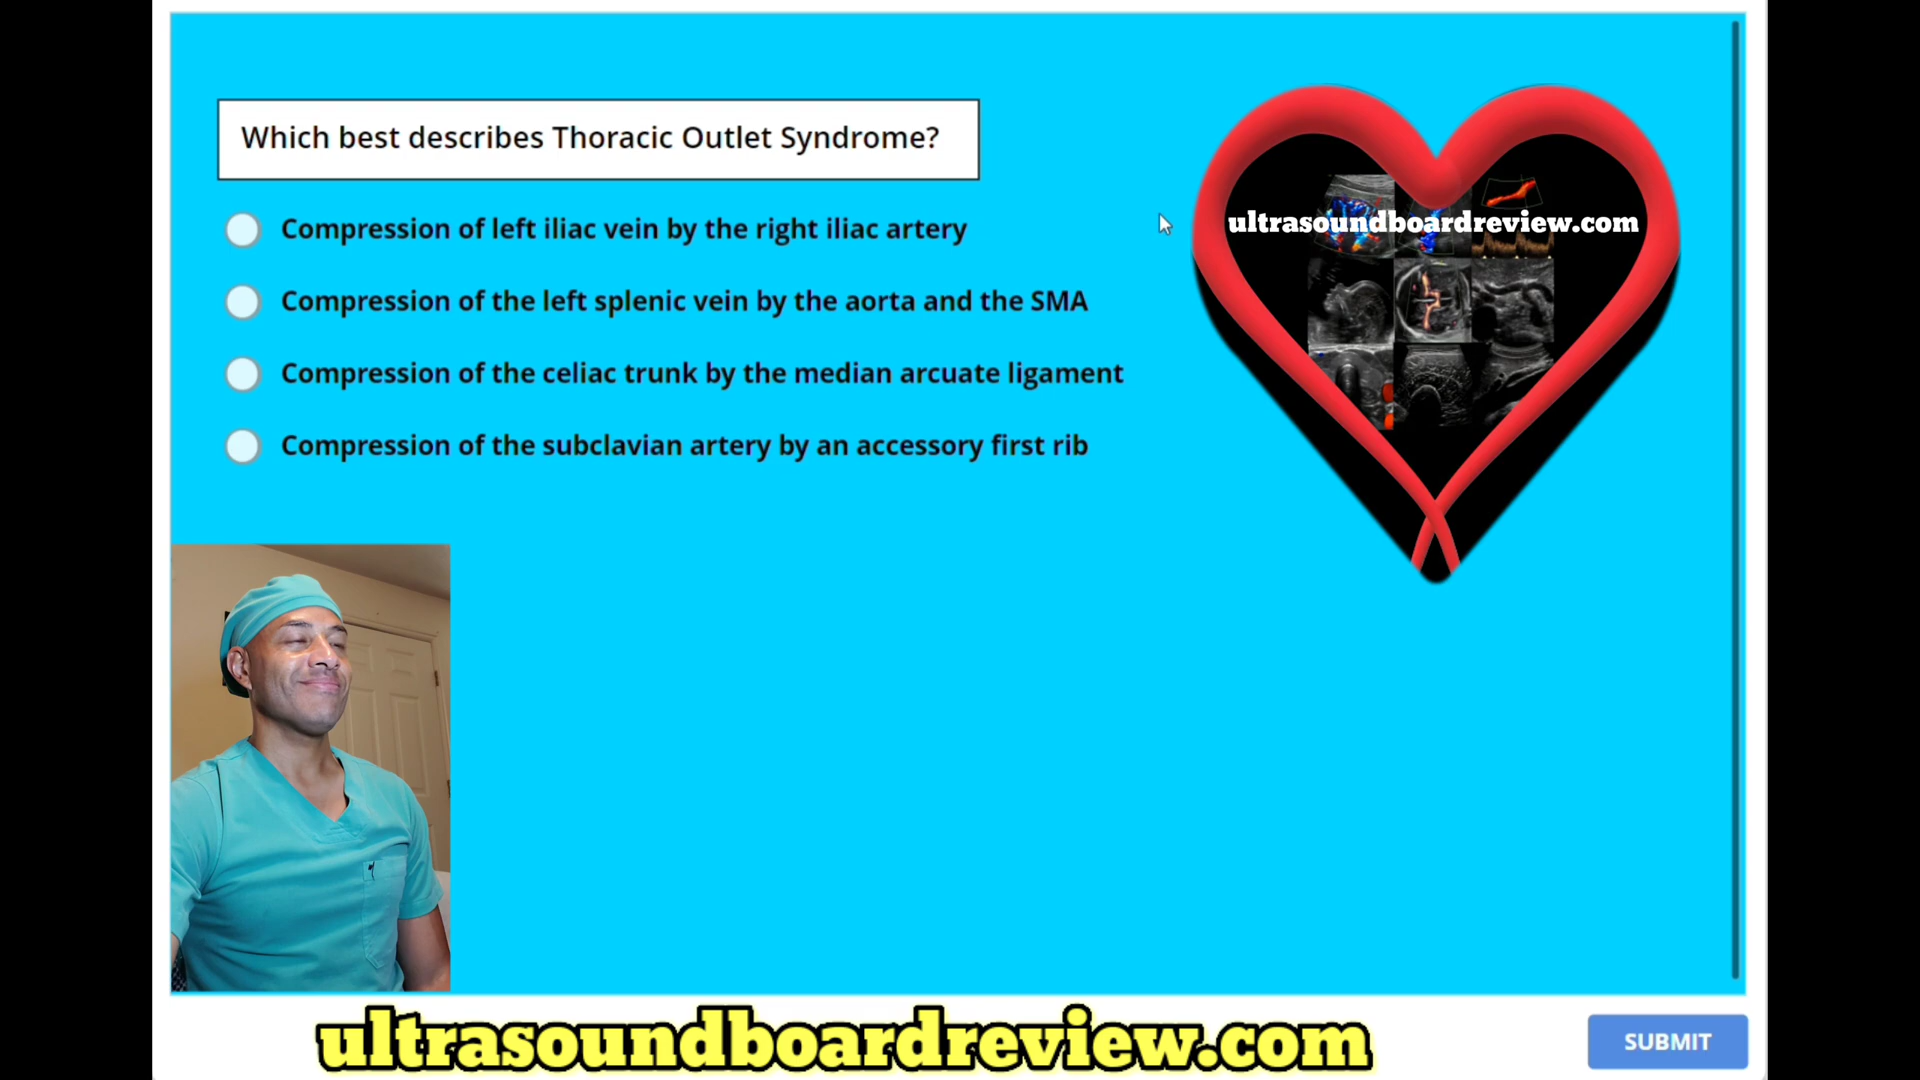 Which best describes Thoracic Outlet Syndrome?
Compression of left iliac vein by the right iliac artery
Compression of the left splenic vein by the aorta and the SMA
Compression of the celiac trunk by the median arcuate ligament
Compression of the subclavian artery by an accessory first rib
ultrasoundboardreview.com
ultrasoundboardreview.com
SUBMIT